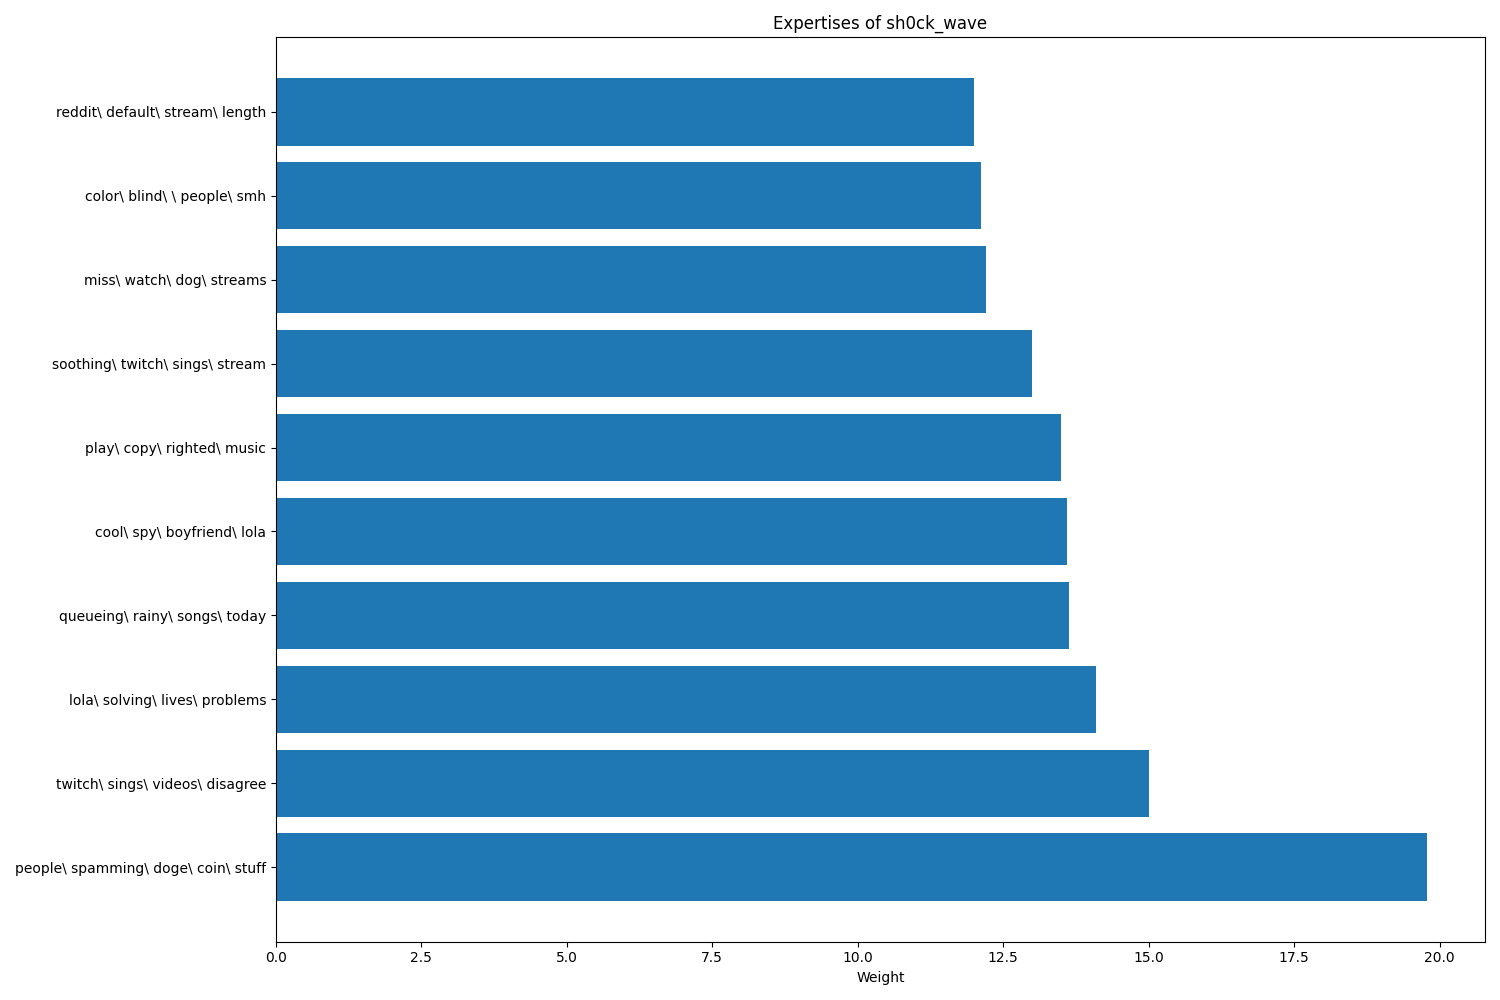 Expertises of sh0ck_wave
reddit\ default\ stream\ length
color\ blind\ \ people\ smh
miss\ watch\ dog\ streams
soothing\ twitch\ sings\ stream
play\ copy\ righted\ music
cool\ spy\ boyfriend\ lola
queueing\ rainy\ songs\ today
lola\ solving\ lives\ problems
twitch\ sings\ videos\ disagree
people\ spamming\ doge\ coin\ stuff
0.0 2.5 5.0 7.5 10.0 12.5 15.0 17.5 20.0
Weight